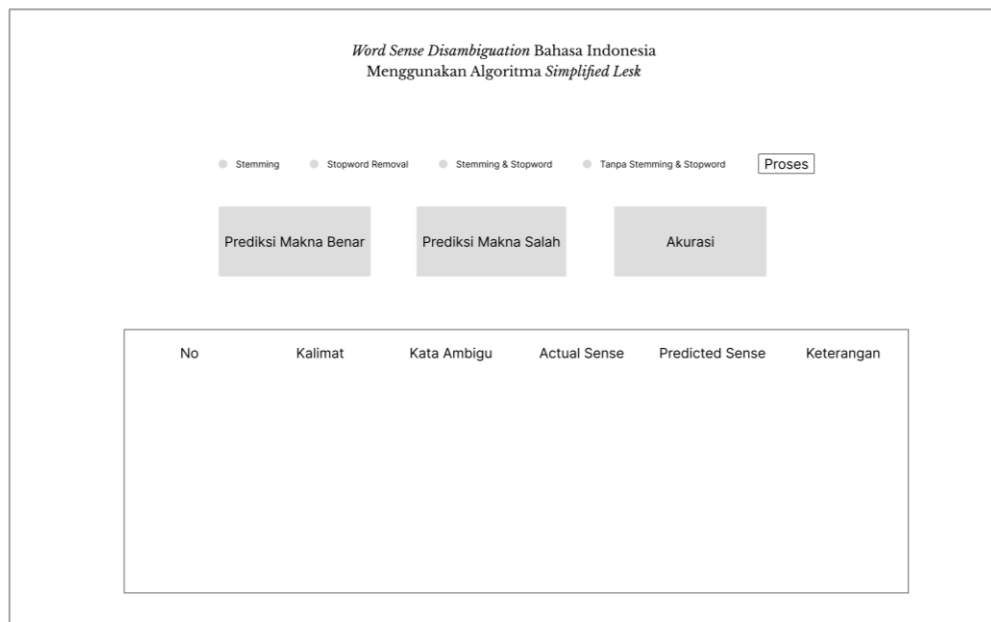 Word Sense Disambiguation Bahasa Indonesia
Menggunakan Algoritma Simplified Lesk
Stemming Stopword Removal Stemming & Stopword Tanpa Stemming & Stopword Proses
Prediksi Makna Benar Prediksi Makna Salah Akurasi
No Kalimat Kata Ambigu Actual Sense Predicted Sense Keterangan